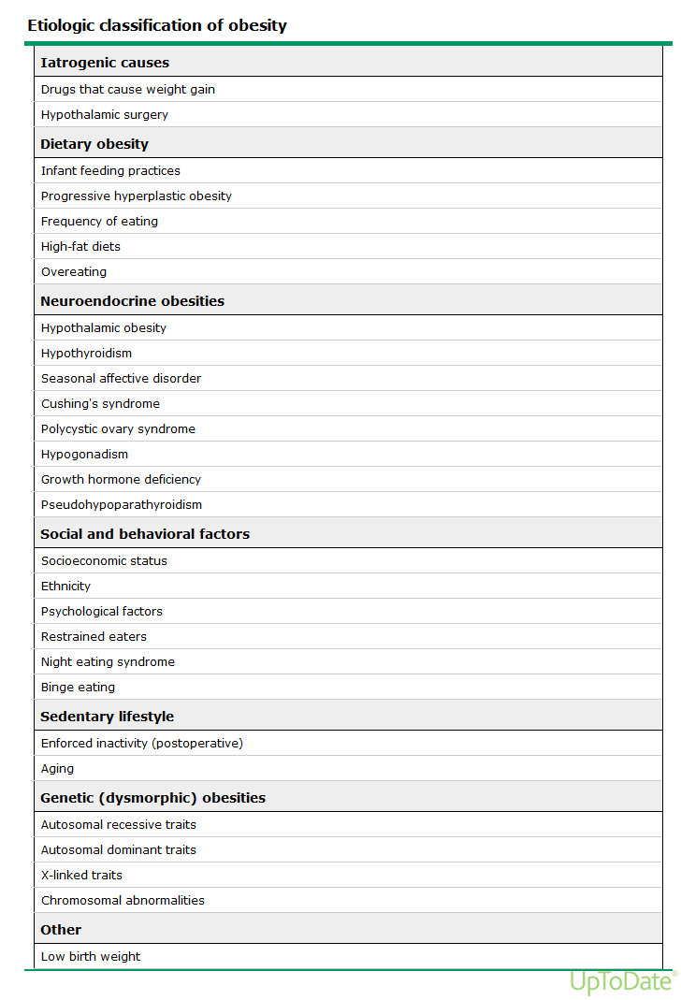 Etiologic classification of obesity
Iatrogenic causes
Drugs that cause weight gain
Hypothalamic surgery
Dietary obesity
Infant feeding practices
Progressive hyperplastic obesity
Frequency of eating
High-fat diets
Overeating
Neuroendocrine obesities
Hypothalamic obesity
Hypothyroidism
Seasonal affective disorder
Cushing's syndrome
Polycystic ovary syndrome
Hypogonadism
Growth hormone deficiency
Pseudohypoparathyroidism
Social and behavioral factors
Socioeconomic status
Ethnicity
Psychological factors
Restrained eaters
Night eating syndrome
Binge eating
Sedentary lifestyle
Enforced inactivity (postoperative)
Aging
Genetic (dysmorphic) obesities
Autosomal recessive traits
Autosomal dominant traits
X-linked traits
Chromosomal abnormalities
Other
Low birth weight
UpToDate®